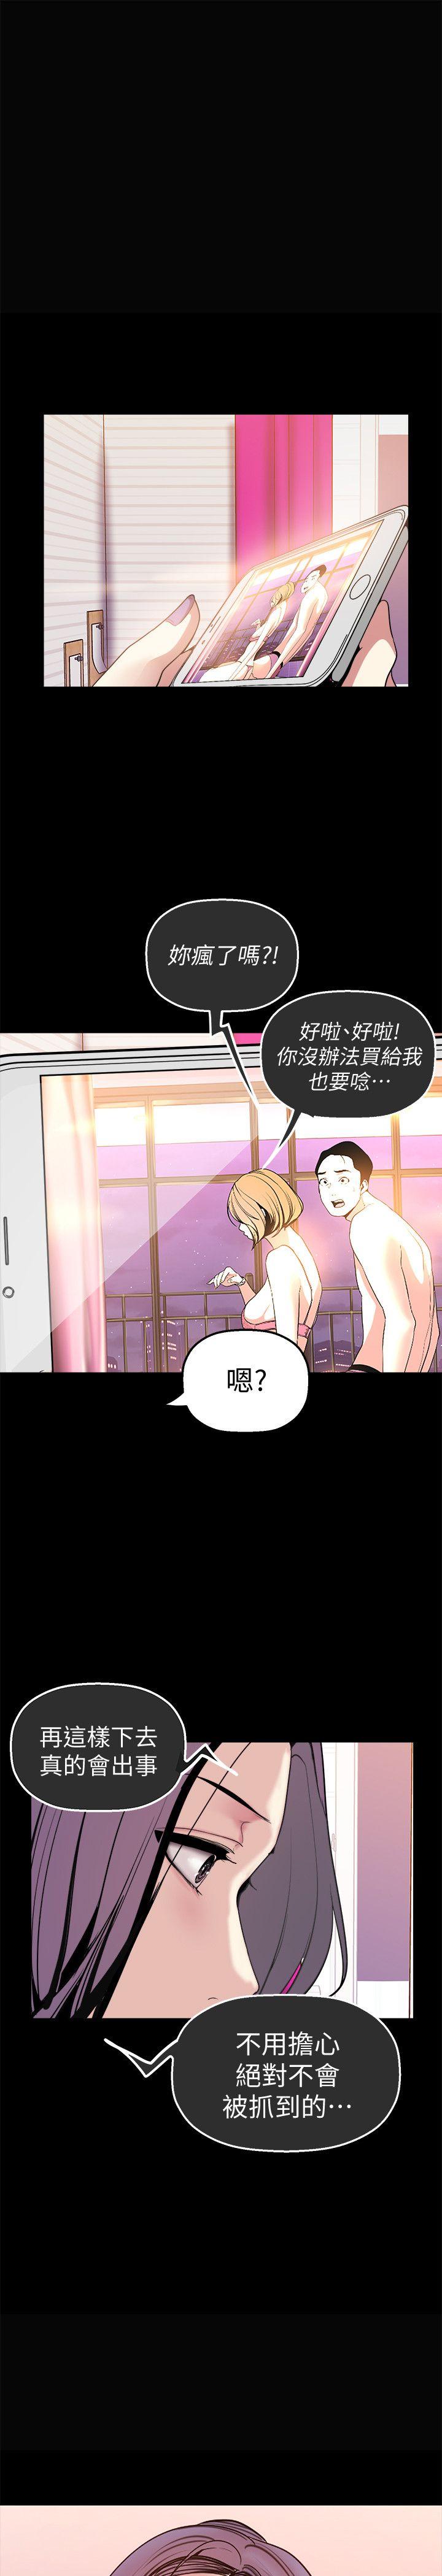 妳瘋了嗎?!
好啦、好啦!
你沒辦法買給我
也要唸…
嗯?
再這樣下去
真的會出事
不用擔心
絕對不會
被抓到的…